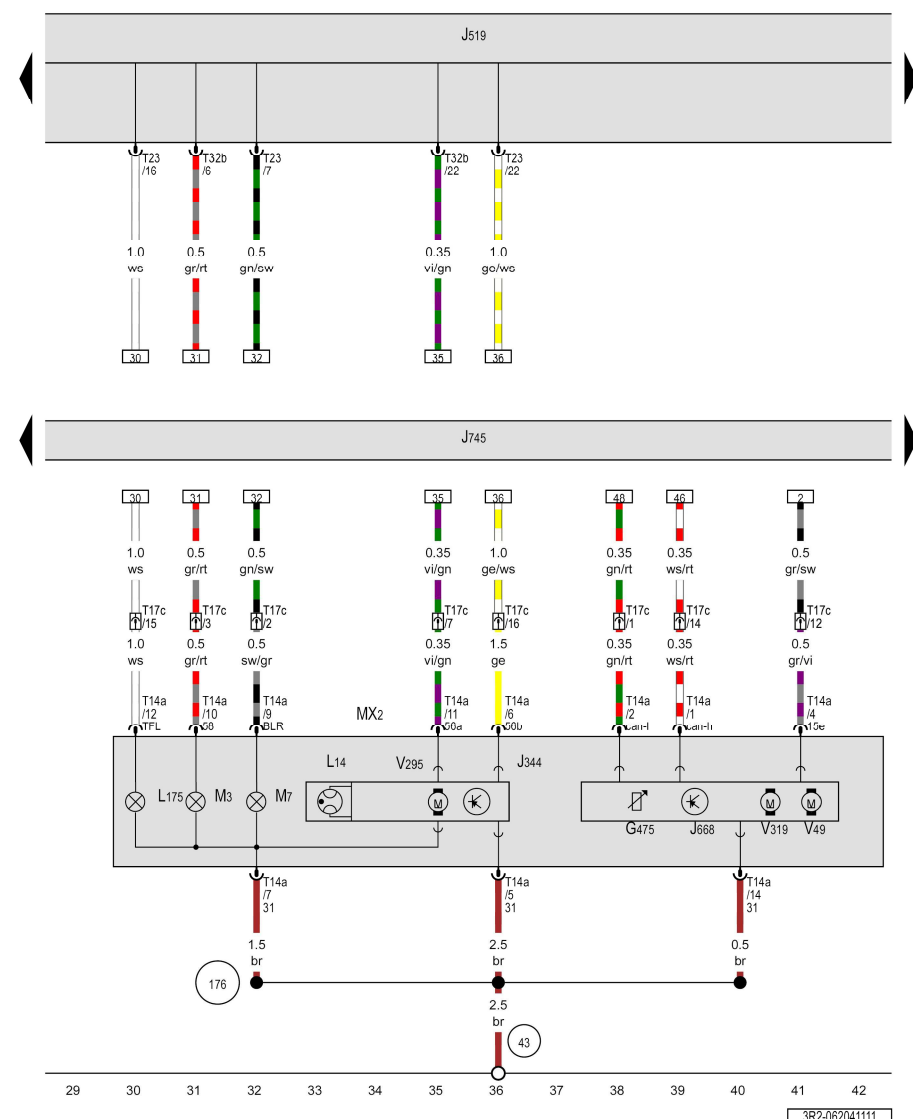 J519
T23 T32b T23 T32b T23
/16 /6 /7 /22 /22
1.0 0.5 0.5 0.35 1.0
ws gr/rt gn/sw vi/gn ge/ws
30 31 32 35 36
J745
30 31 32 35 36 48 46 2
1.0 0.5 0.5 0.35 1.0 0.35 0.35 0.5
ws gr/rt gn/sw vi/gn ge/ws gn/rt ws/rt gr/sw
T17c T17c T17c T17c T17c T17c T17c T17c
/15 /3 /2 /7 /16 /1 /14 /12
1.0 0.5 0.5 0.35 1.5 0.35 0.35 0.5
ws gr/rt sw/gr vi/gn ge gn/rt ws/rt gr/vi
T14a T14a T14a T14a T14a T14a T14a T14a
/12 /10 /9 MX2 /11 /6 /2 /1 /4
TFL 58 BLR 56a 56b can-l can-h 15e
L14 V295 J344
L175 M3 M7
G475 J668 V319 V49
T14a T14a T14a
/7 /5 /14
31 31 31
1.5 2.5 0.5
br br br
176
2.5
br
43
29 30 31 32 33 34 35 36 37 38 39 40 41 42
3R2-062041111